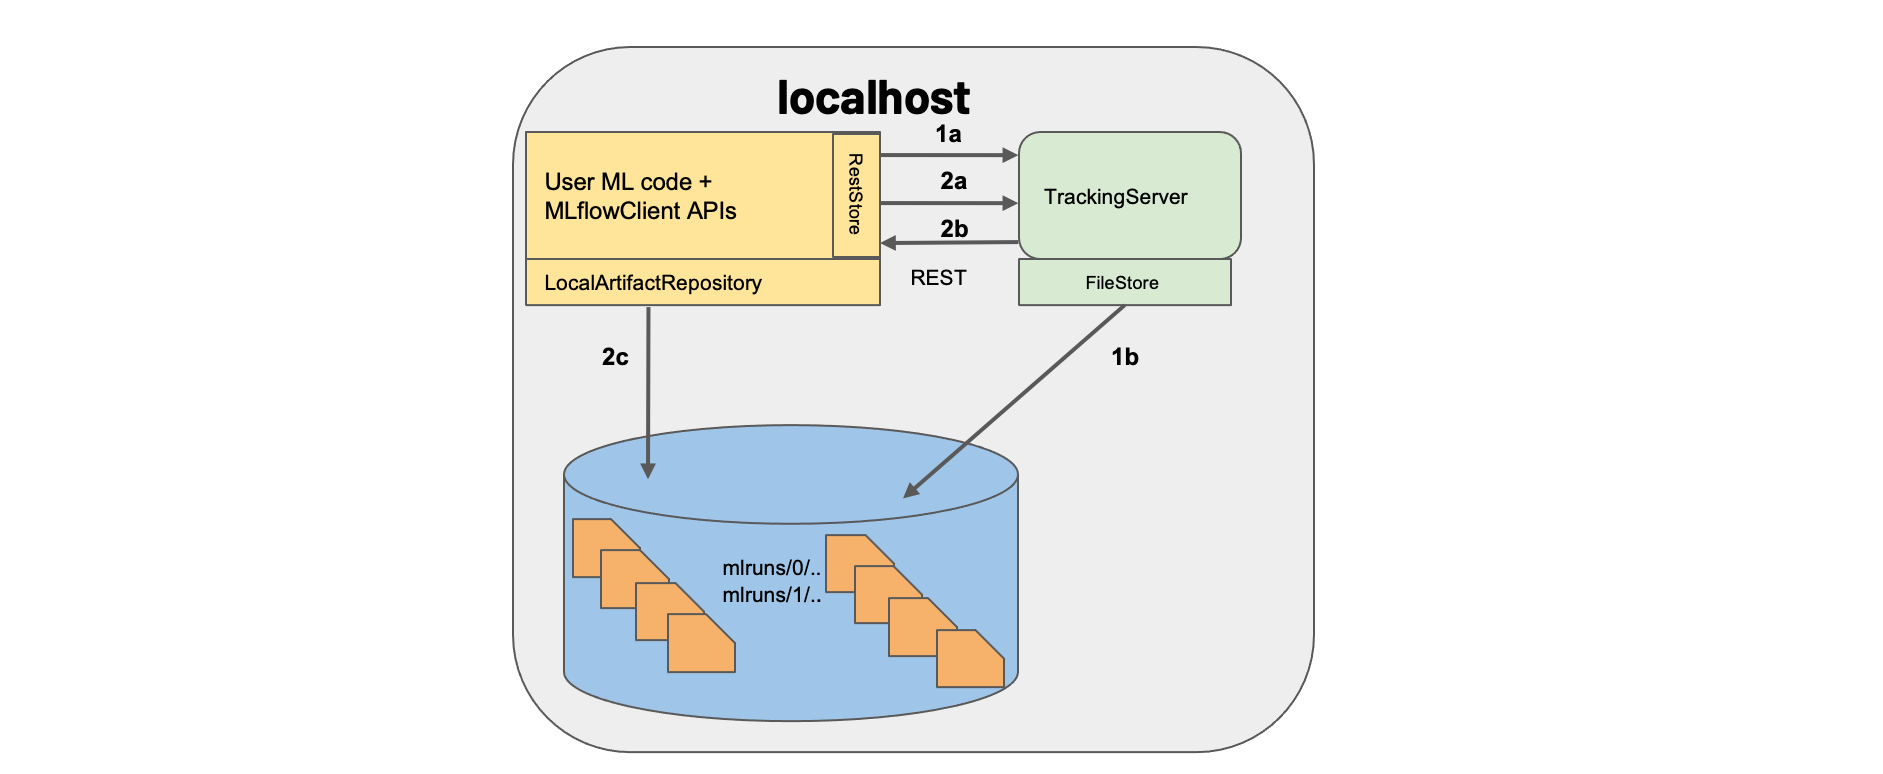 localhost
1a
User ML code +
MLflowClient APIs
RestStore
2a
TrackingServer
2b
LocalArtifactRepository
REST
FileStore
2c
1b
mlruns/0/..
mlruns/1/..